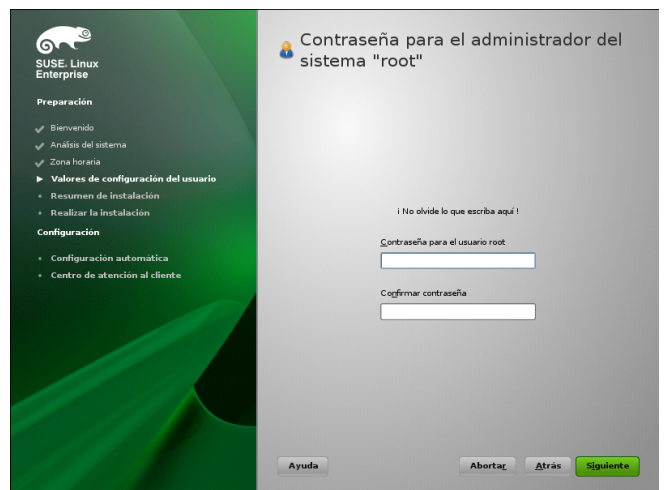 SUSE. Linux
Enterprise
Preparación
Bienvenido
Análisis del sistema
Zona horaria
Valores de configuración del usuario
Resumen de instalación
Realizar la instalación
Configuración
Configuración automática
Centro de atención al cliente
Contraseña para el administrador del
sistema "root"
¡ No olvide lo que escriba aquí !
Contraseña para el usuario root
Confirmar contraseña
Ayuda
Abortar
Atrás
Siguiente